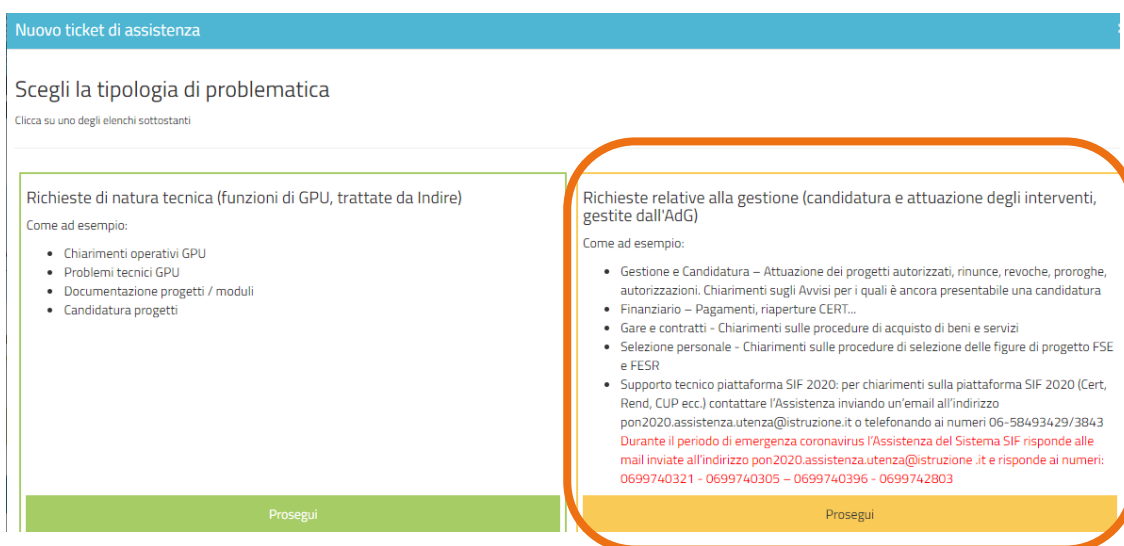 Nuovo ticket di assistenza
Scegli la tipologia di problematica
Clicca su uno degli elenchi sottostanti
Richieste di natura tecnica (funzioni di GPU, trattate da Indire)
Come ad esempio:
• Chiarimenti operativi GPU
• Problemi tecnici GPU
• Documentazione progetti / moduli
• Candidatura progetti
Prosegui
Richieste relative alla gestione (candidatura e attuazione degli interventi,
gestite dall'AdG)
Come ad esempio:
• Gestione e Candidatura – Attuazione dei progetti autorizzati, rinunce, revoche, proroghe,
autorizzazioni. Chiarimenti sugli Avvisi per i quali è ancora presentabile una candidatura
• Finanziario – Pagamenti, riaperture CERT...
• Gare e contratti - Chiarimenti sulle procedure di acquisto di beni e servizi
• Selezione personale - Chiarimenti sulle procedure di selezione delle figure di progetto FSE
e FESR
• Supporto tecnico piattaforma SIF 2020: per chiarimenti sulla piattaforma SIF 2020 (Cert,
Rend, CUP ecc.) contattare l'Assistenza inviando un'email all'indirizzo
pon2020.assistenza.utenza@istruzione.it o telefonando ai numeri 06-58493429/3843
Durante il periodo di emergenza coronavirus l'Assistenza del Sistema SIF risponde alle
mail inviate all'indirizzo pon2020.assistenza.utenza@istruzione .it e risponde ai numeri:
0699740321 - 0699740305 – 0699740396 - 0699742803
Prosegui